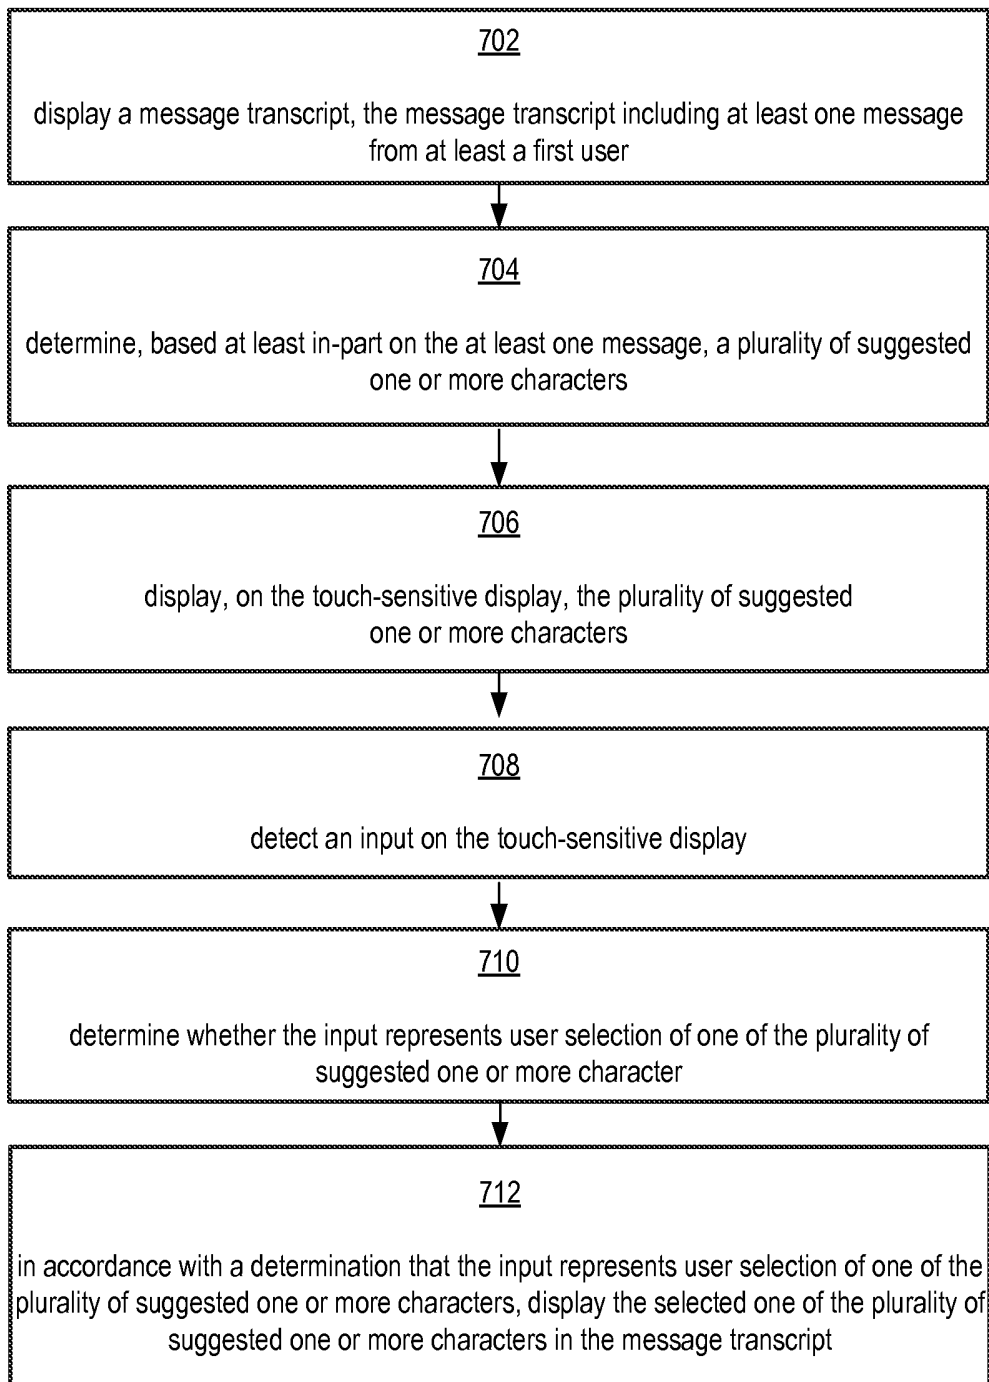 702
display a message transcript, the message transcript including at least one message
from at least a first user
704
determine, based at least in-part on the at least one message, a plurality of suggested
one or more characters
706
display, on the touch-sensitive display, the plurality of suggested
one or more characters
708
detect an input on the touch-sensitive display
710
determine whether the input represents user selection of one of the plurality of
suggested one or more character
712
in accordance with a determination that the input represents user selection of one of the
plurality of suggested one or more characters, display the selected one of the plurality of
suggested one or more characters in the message transcript